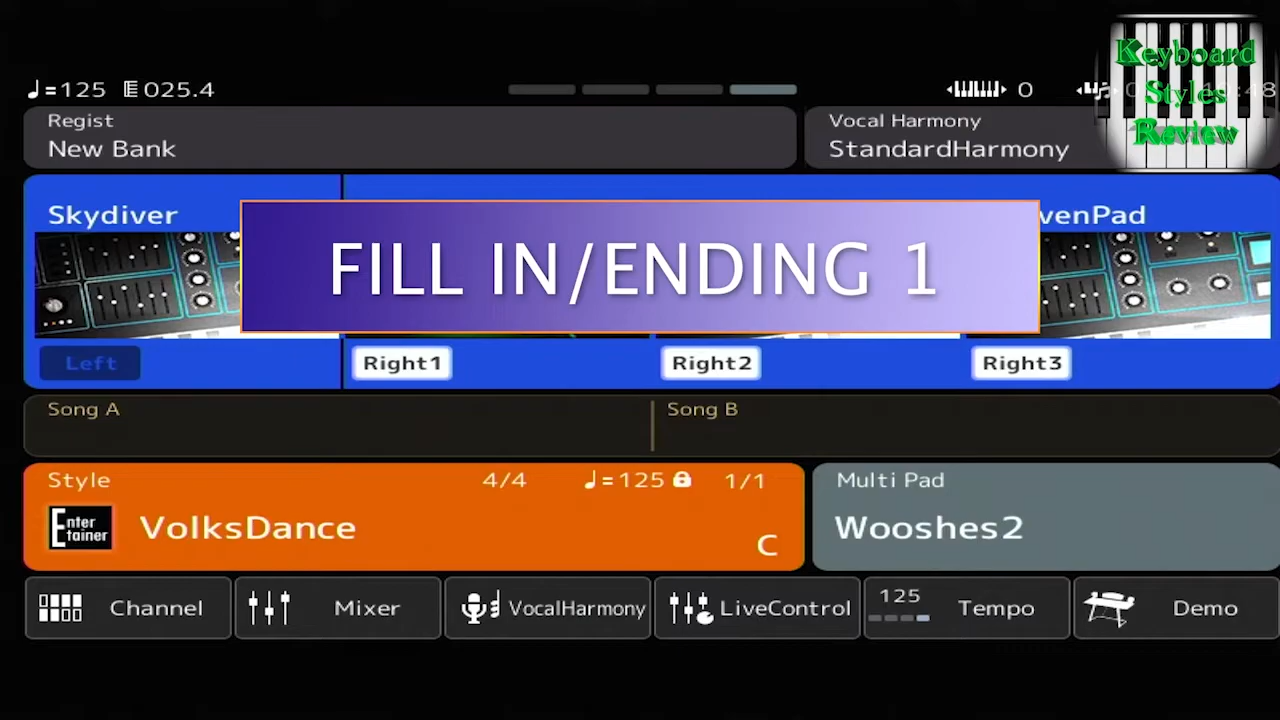 ♩=125 025.4 0
Regist
New Bank
Vocal Harmony
StandardHarmony
Keyboard
Styles
Review
Skydiver
venPad
FILL IN/ENDING 1
Left
Right1
Right2
Right3
Song A
Song B
Style 4/4 ♩=125 1/1
Enter
tainer
VolksDance
C
Multi Pad
Wooshes2
Channel
Mixer
VocalHarmony
LiveControl
125
Tempo
Demo